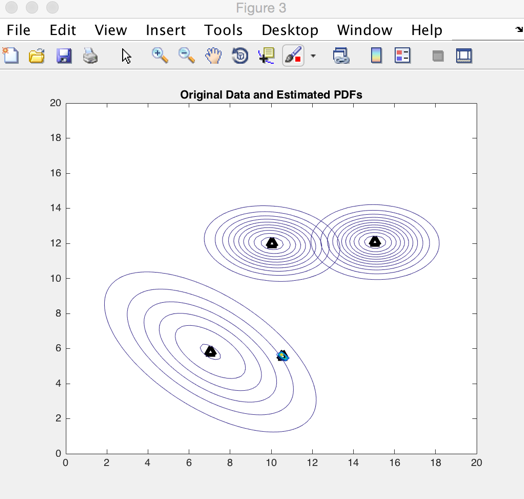 Figure 3
File Edit View Insert Tools Desktop Window Help
Original Data and Estimated PDFs
20
18
16
14
12
10
8
6
4
2
0
0 2 4 6 8 10 12 14 16 18 20